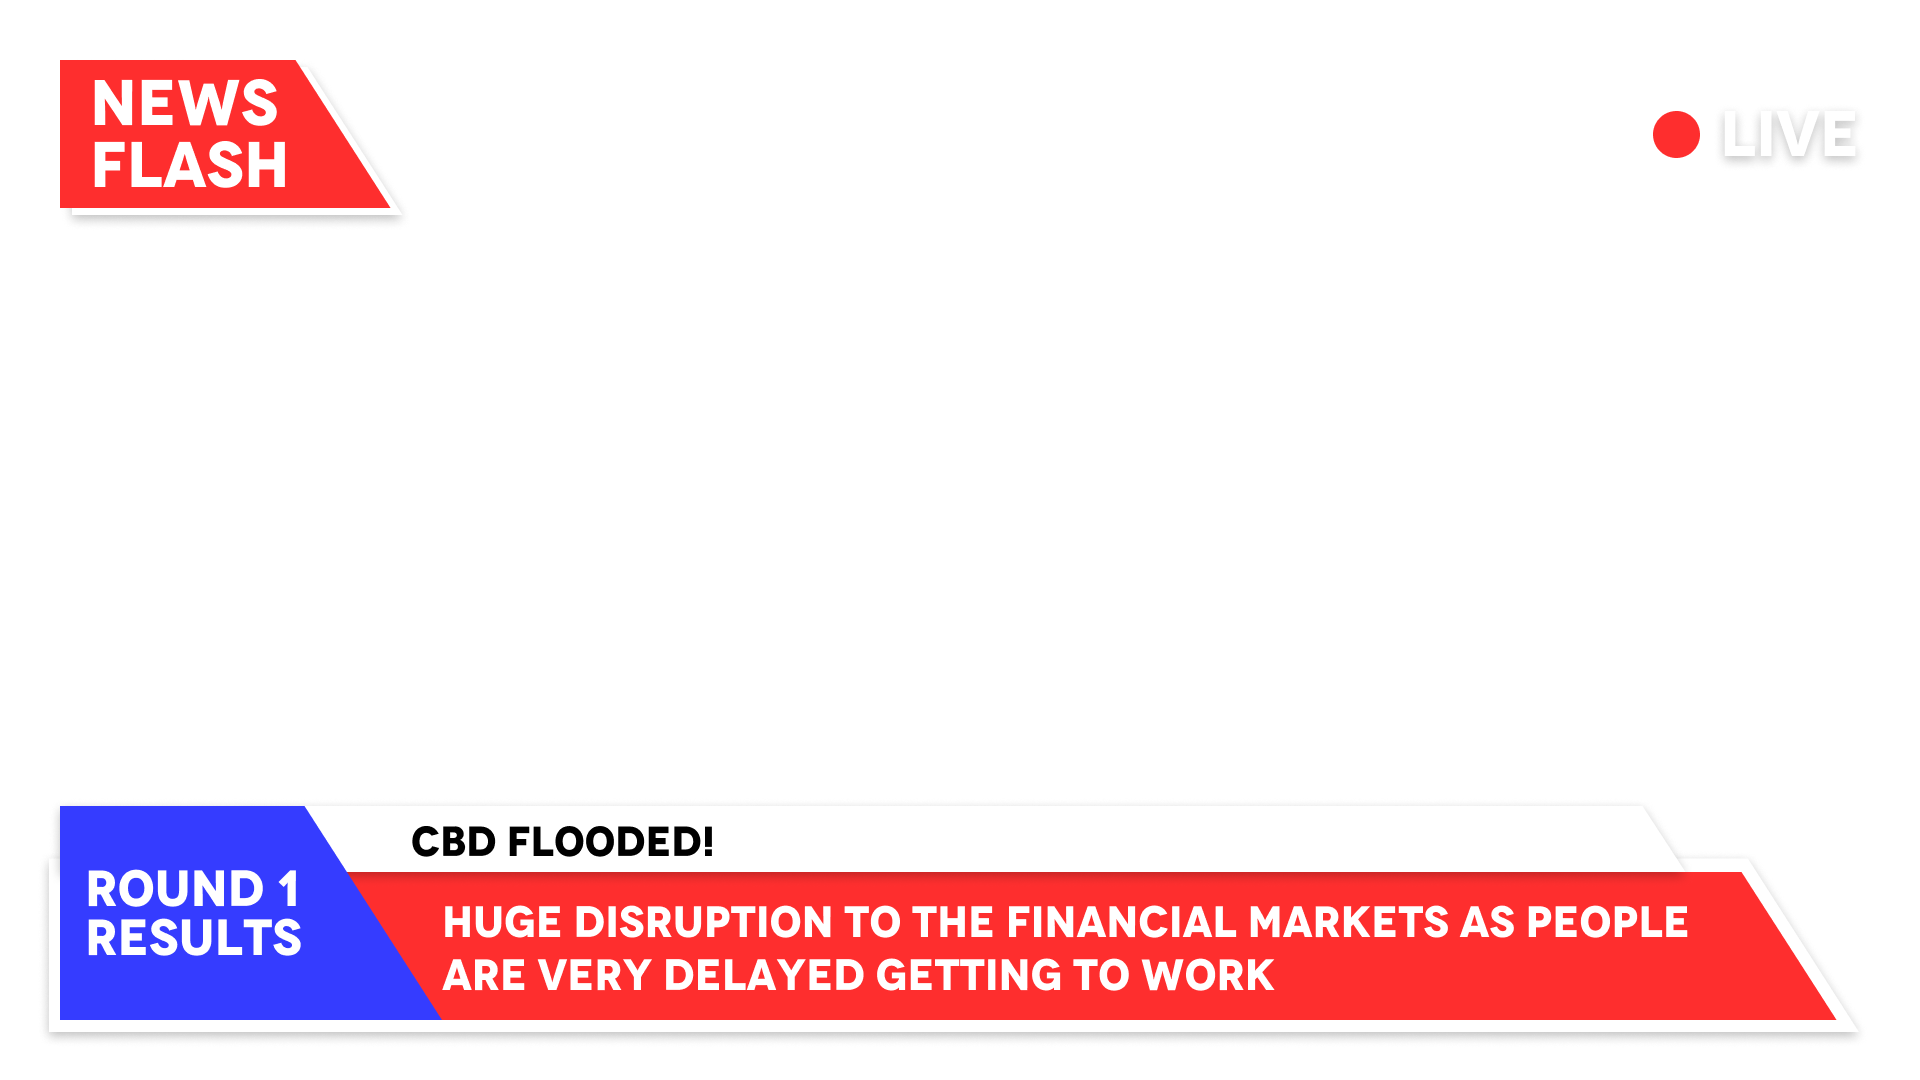 NEWS
FLASH
LIVE
CBD FLOODED!
ROUND 1
RESULTS
HUGE DISRUPTION TO THE FINANCIAL MARKETS AS PEOPLE
ARE VERY DELAYED GETTING TO WORK